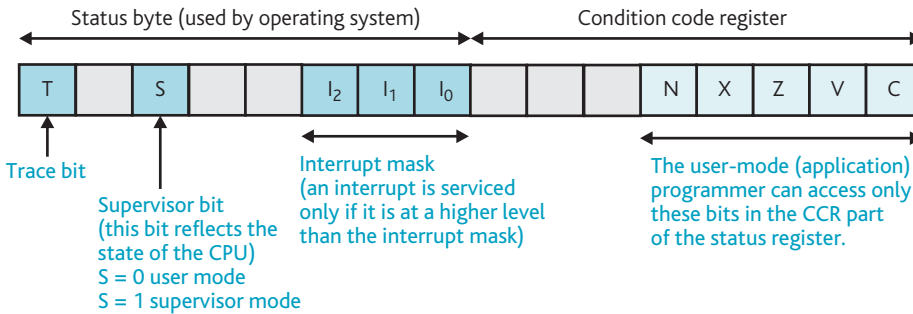 Status byte (used by operating system)
Condition code register
T S I₂ I₁ I₀ N X Z V C
Trace bit
Supervisor bit
(this bit reflects the
state of the CPU)
S = 0 user mode
S = 1 supervisor mode
Interrupt mask
(an interrupt is serviced
only if it is at a higher level
than the interrupt mask)
The user-mode (application)
programmer can access only
these bits in the CCR part
of the status register.